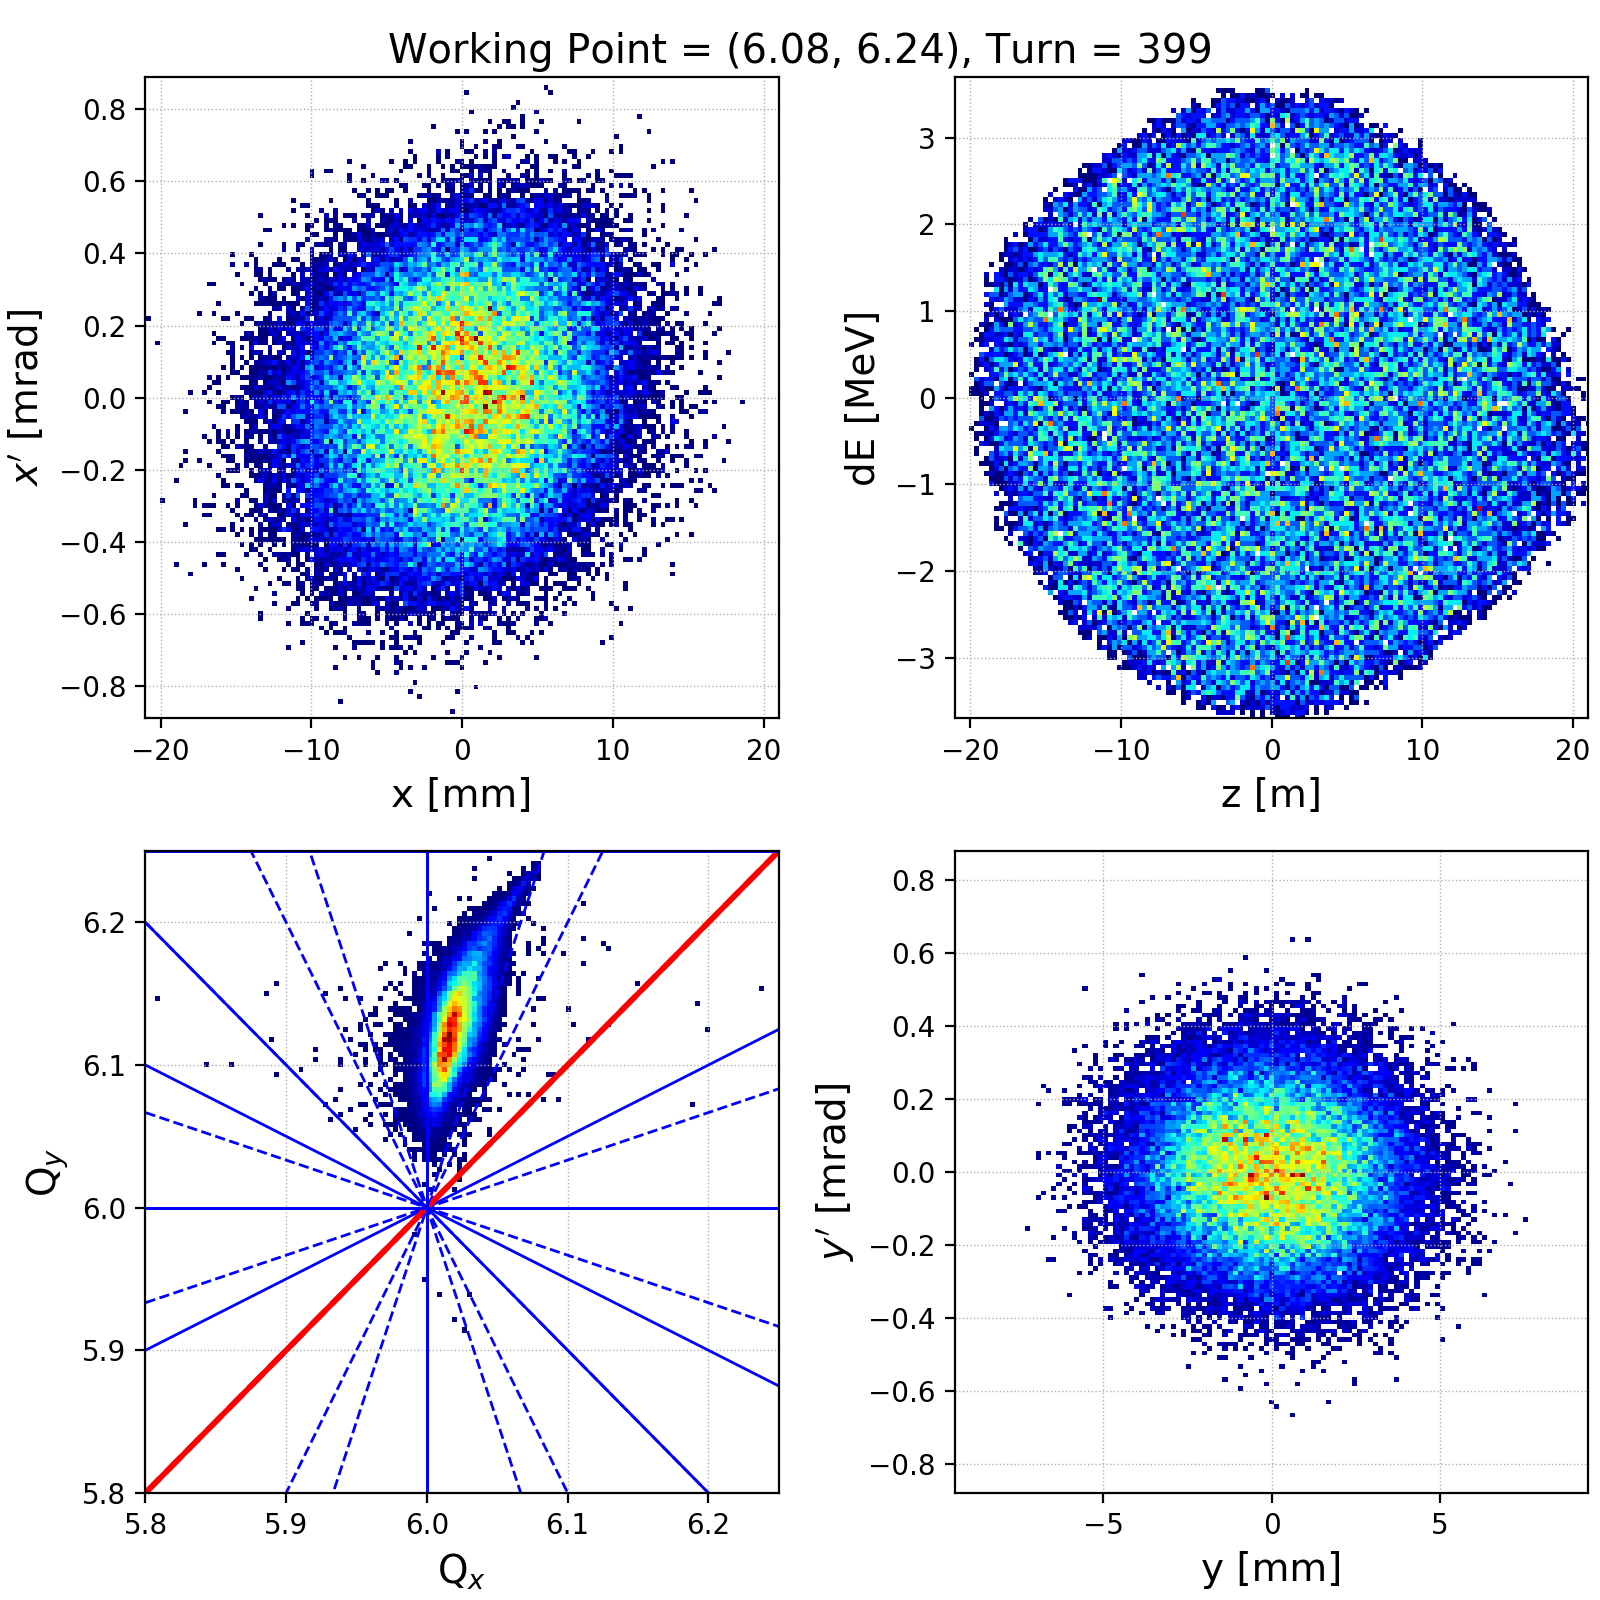 Working Point = (6.08, 6.24), Turn = 399
0.8
0.6
0.4
0.2
0.0
−0.2
−0.4
−0.6
−0.8
x′ [mrad]
−20 −10 0 10 20
x [mm]
3
2
1
0
−1
−2
−3
dE [MeV]
−20 −10 0 10 20
z [m]
6.2
6.1
6.0
5.9
5.8
Qy
5.8 5.9 6.0 6.1 6.2
Qx
0.8
0.6
0.4
0.2
0.0
−0.2
−0.4
−0.6
−0.8
y′ [mrad]
−5 0 5
y [mm]